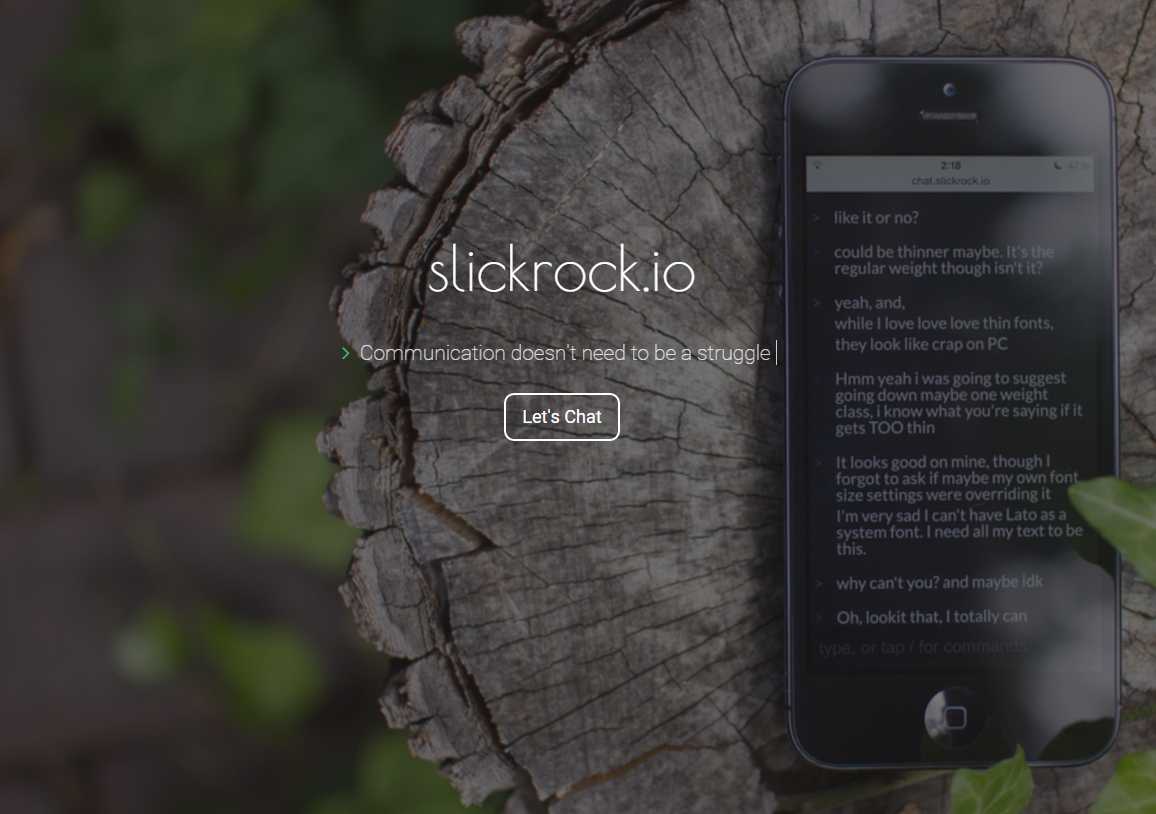 slickrock.io
> Communication doesn't need to be a struggle
Let's Chat
2:18
47%
chat.slickrock.io
> like it or no?
> could be thinner maybe. It's the
regular weight though isn't it?
> yeah, and,
while I love love love thin fonts,
they look like crap on PC
> Hmm yeah i was going to suggest
going down maybe one weight
class, i know what you're saying if it
gets TOO thin
> It looks good on mine, though I
forgot to ask if maybe my own font
size settings were overriding it
I'm very sad I can't have Lato as a
system font. I need all my text to be
this.
> why can't you? and maybe idk
> Oh, lookit that, I totally can
type, or tap / for commands